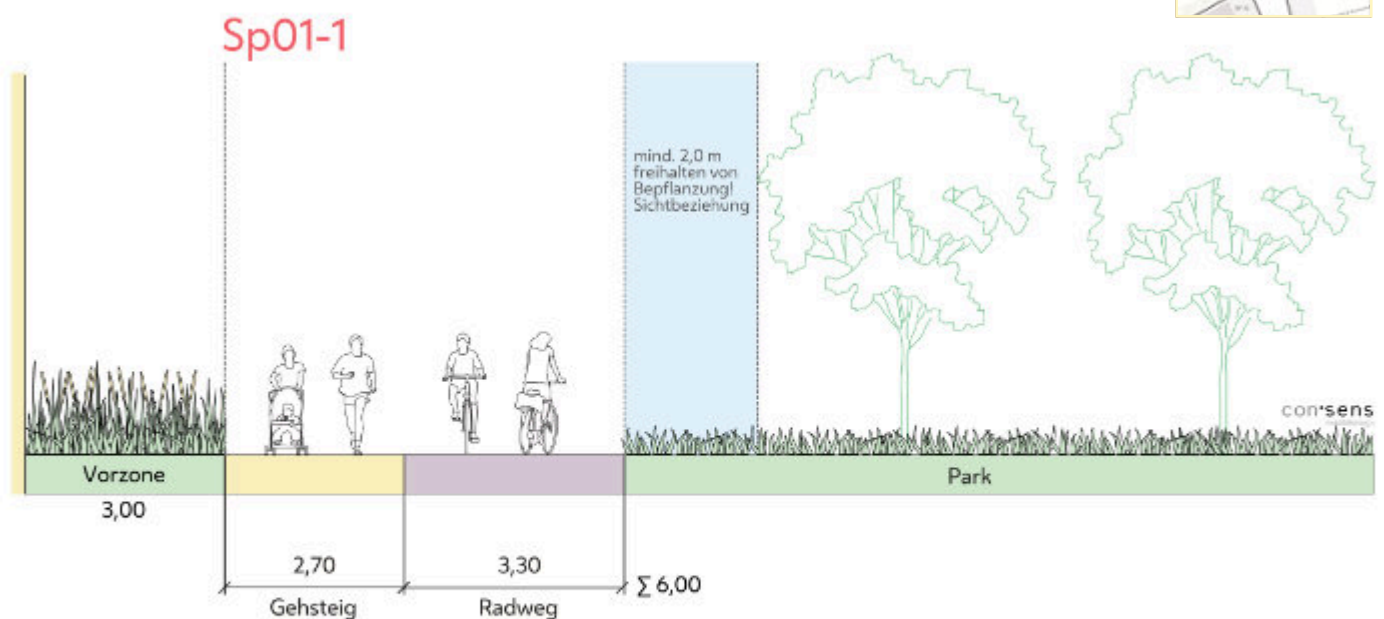 Sp01-1
mind. 2,0 m
freihalten von
Bepflanzung!
Sichtbeziehung
con•sens
Vorzone
Park
3,00
2,70
3,30
∑ 6,00
Gehsteig
Radweg